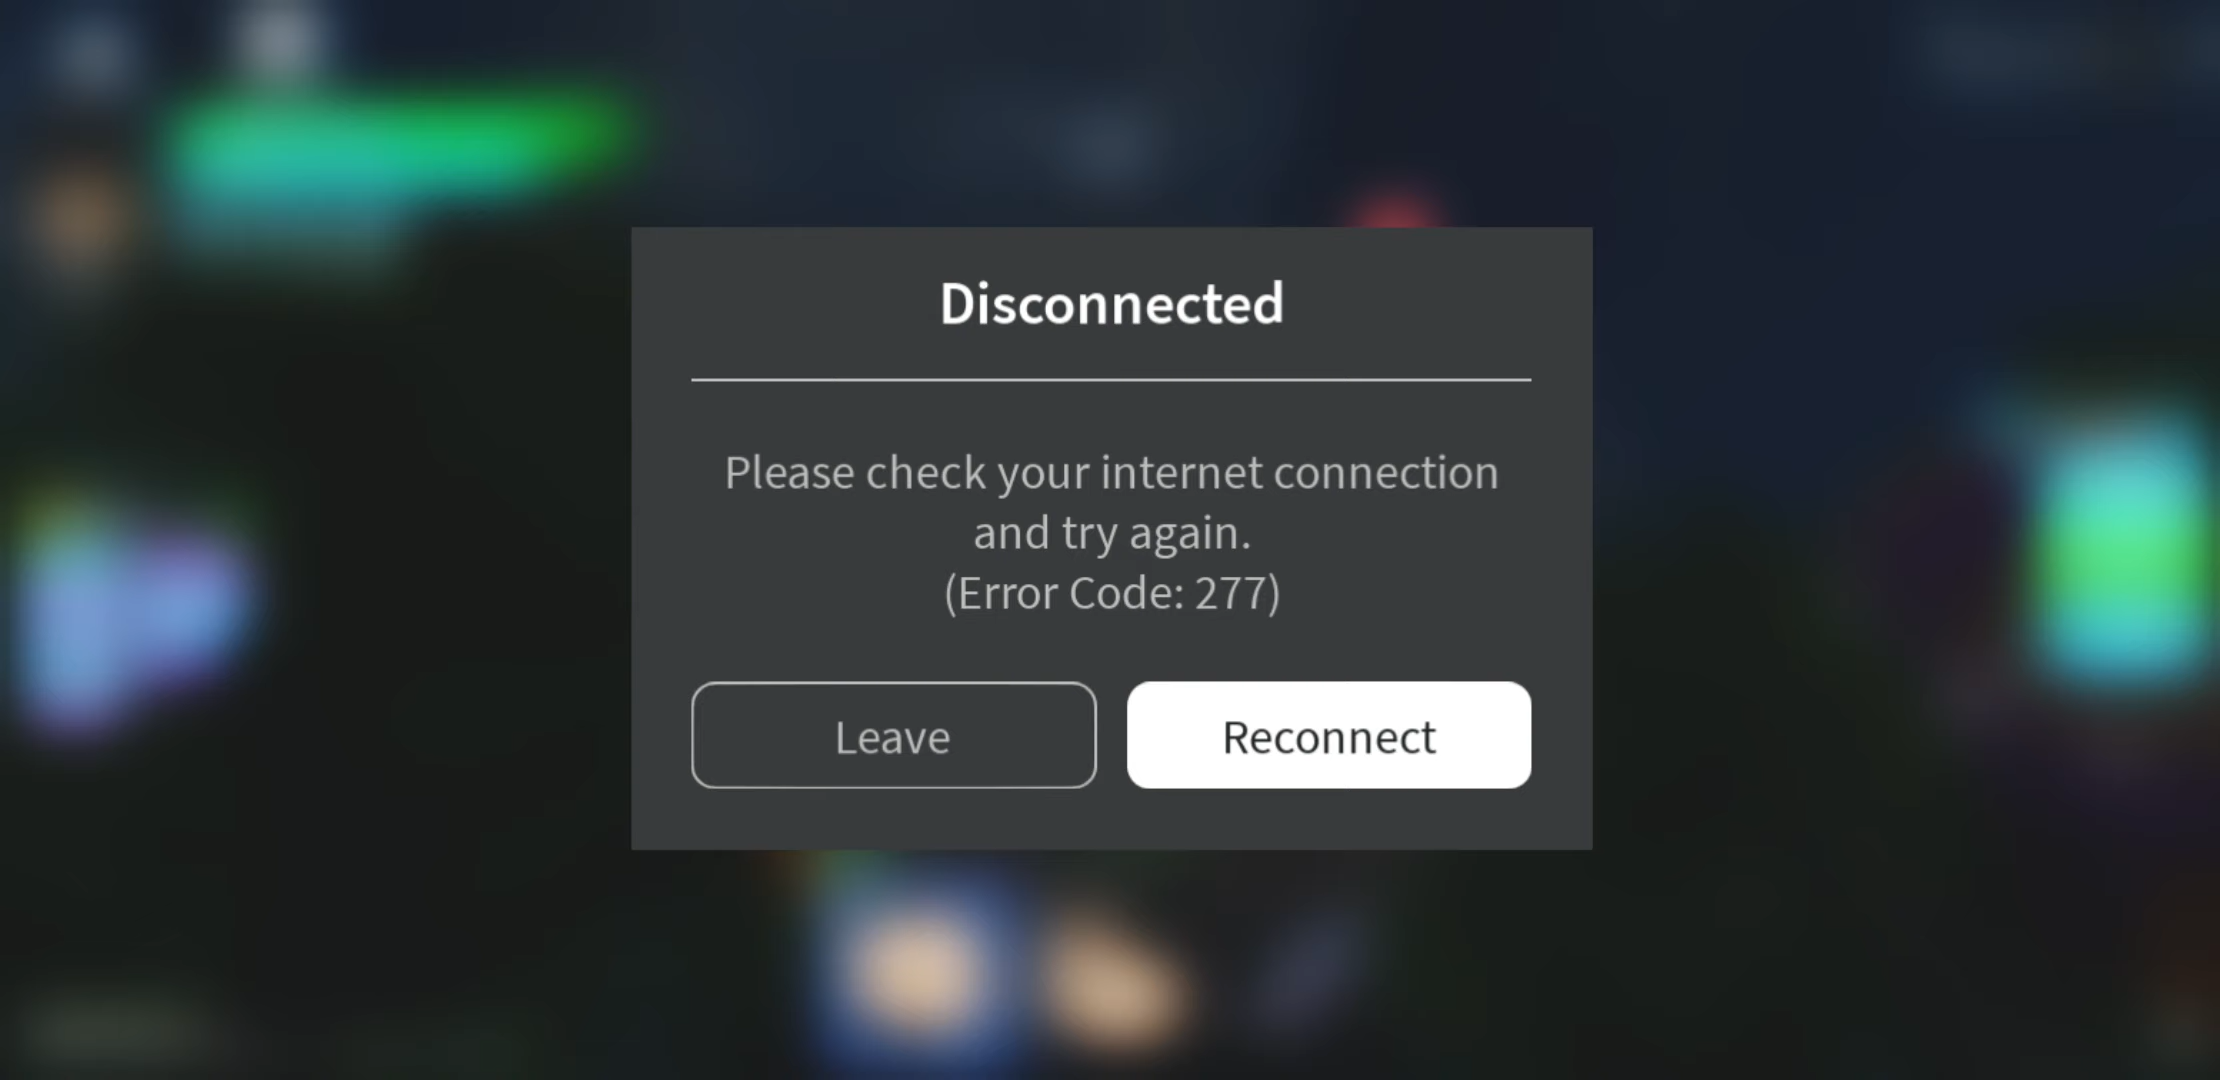 Disconnected
Please check your internet connection
and try again.
(Error Code: 277)
Leave
Reconnect